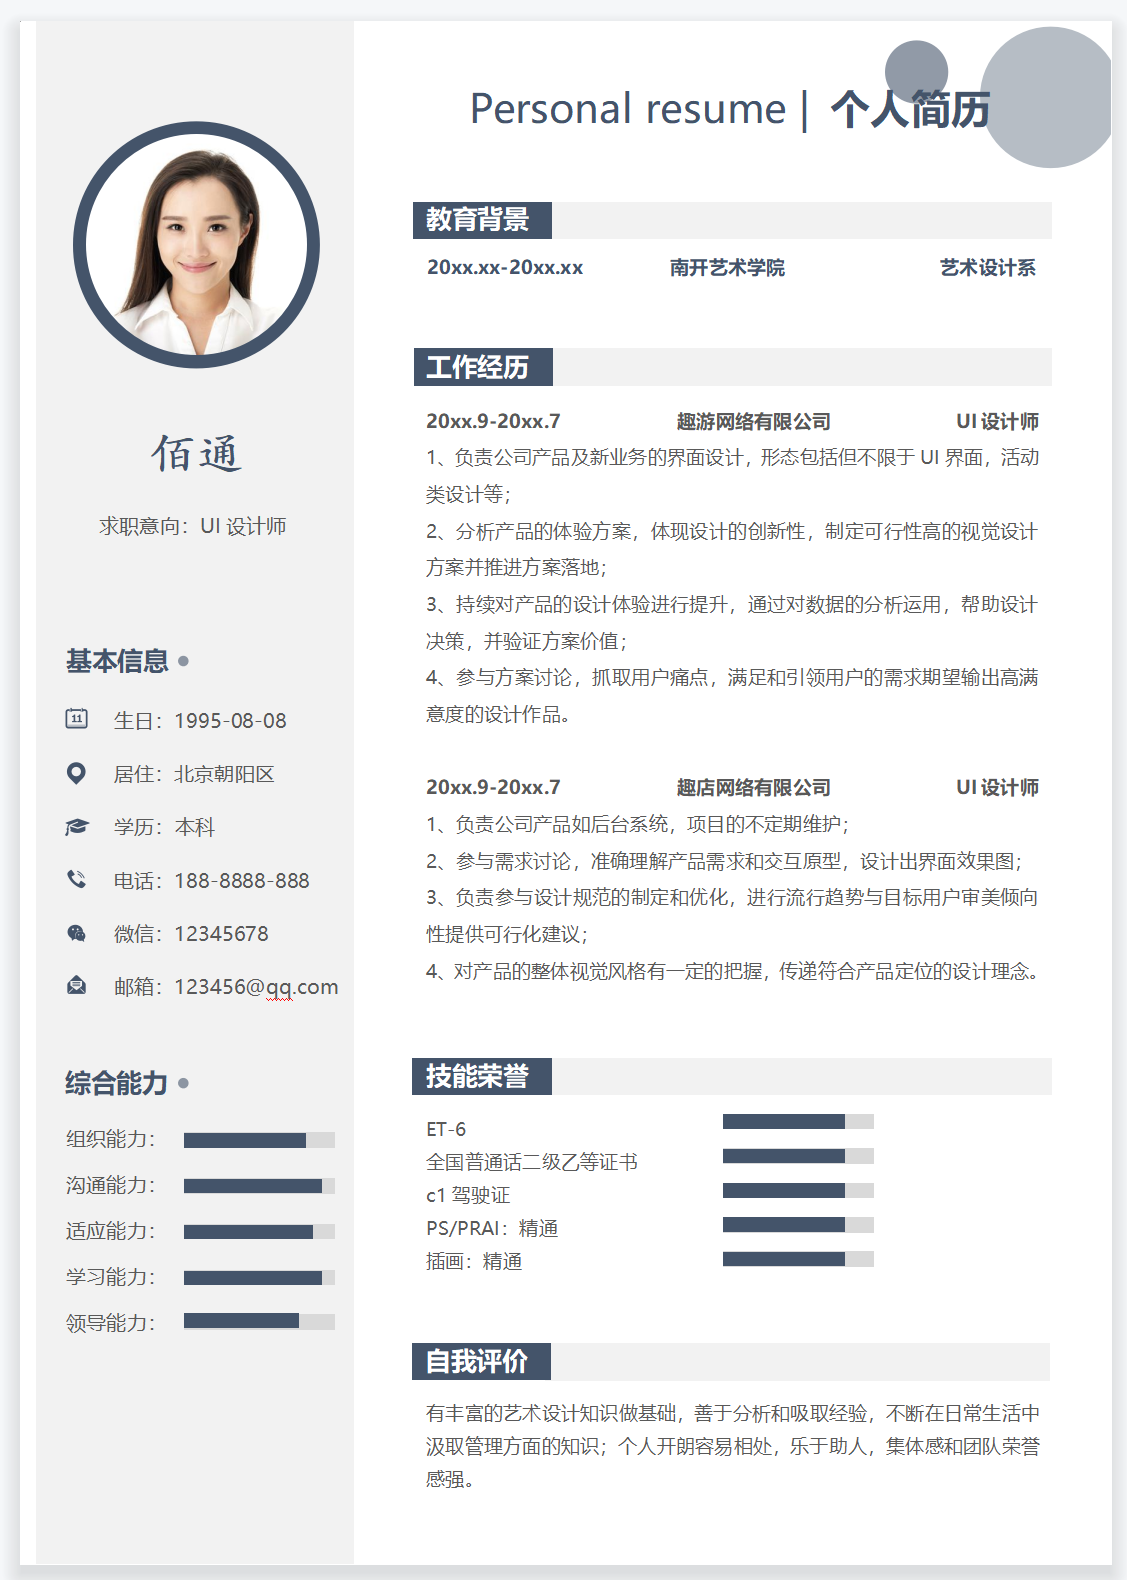 Personal resume | 个人简历
佰通
求职意向：UI 设计师
基本信息
11
生日：1995-08-08
居住：北京朝阳区
学历：本科
电话：188-8888-888
微信：12345678
邮箱：123456@qq.com
综合能力
组织能力：
沟通能力：
适应能力：
学习能力：
领导能力：
教育背景
20xx.xx-20xx.xx 南开艺术学院 艺术设计系
工作经历
20xx.9-20xx.7 趣游网络有限公司 UI 设计师
1、负责公司产品及新业务的界面设计，形态包括但不限于 UI 界面，活动
类设计等；
2、分析产品的体验方案，体现设计的创新性，制定可行性高的视觉设计
方案并推进方案落地；
3、持续对产品的设计体验进行提升，通过对数据的分析运用，帮助设计
决策，并验证方案价值；
4、参与方案讨论，抓取用户痛点，满足和引领用户的需求期望输出高满
意度的设计作品。
20xx.9-20xx.7 趣店网络有限公司 UI 设计师
1、负责公司产品如后台系统，项目的不定期维护；
2、参与需求讨论，准确理解产品需求和交互原型，设计出界面效果图；
3、负责参与设计规范的制定和优化，进行流行趋势与目标用户审美倾向
性提供可行化建议；
4、对产品的整体视觉风格有一定的把握，传递符合产品定位的设计理念。
技能荣誉
ET-6
全国普通话二级乙等证书
c1 驾驶证
PS/PRAI：精通
插画：精通
自我评价
有丰富的艺术设计知识做基础，善于分析和吸取经验，不断在日常生活中
汲取管理方面的知识；个人开朗容易相处，乐于助人，集体感和团队荣誉
感强。